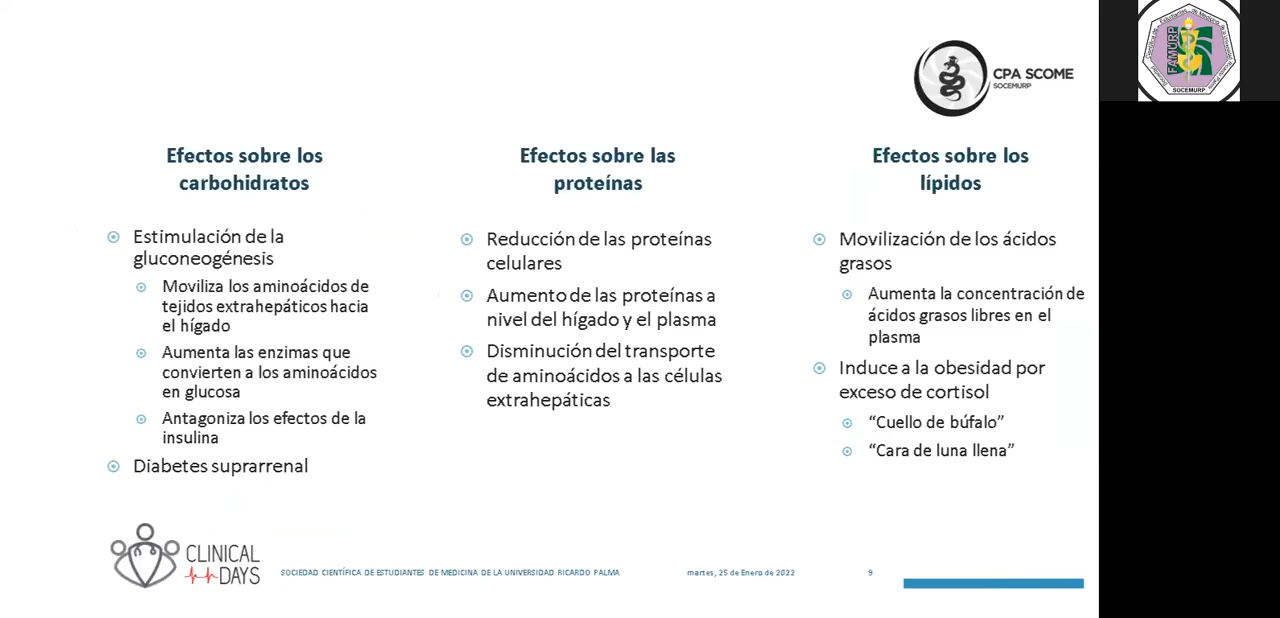 CPA SCOME
SOCEMURP
FAMURP
SOCEMURP
Efectos sobre los
carbohidratos
Estimulación de la
gluconeogénesis
Moviliza los aminoácidos de
tejidos extrahepáticos hacia
el hígado
Aumenta las enzimas que
convierten a los aminoácidos
en glucosa
Antagoniza los efectos de la
insulina
Diabetes suprarrenal
Efectos sobre las
proteínas
Reducción de las proteínas
celulares
Aumento de las proteínas a
nivel del hígado y el plasma
Disminución del transporte
de aminoácidos a las células
extrahepáticas
Efectos sobre los
lípidos
Movilización de los ácidos
grasos
Aumenta la concentración de
ácidos grasos libres en el
plasma
Induce a la obesidad por
exceso de cortisol
“Cuello de búfalo”
“Cara de luna llena”
CLINICAL
DAYS
SOCIEDAD CIENTÍFICA DE ESTUDIANTES DE MEDICINA DE LA UNIVERSIDAD RICARDO PALMA
martes, 25 de Enero de 2022
9